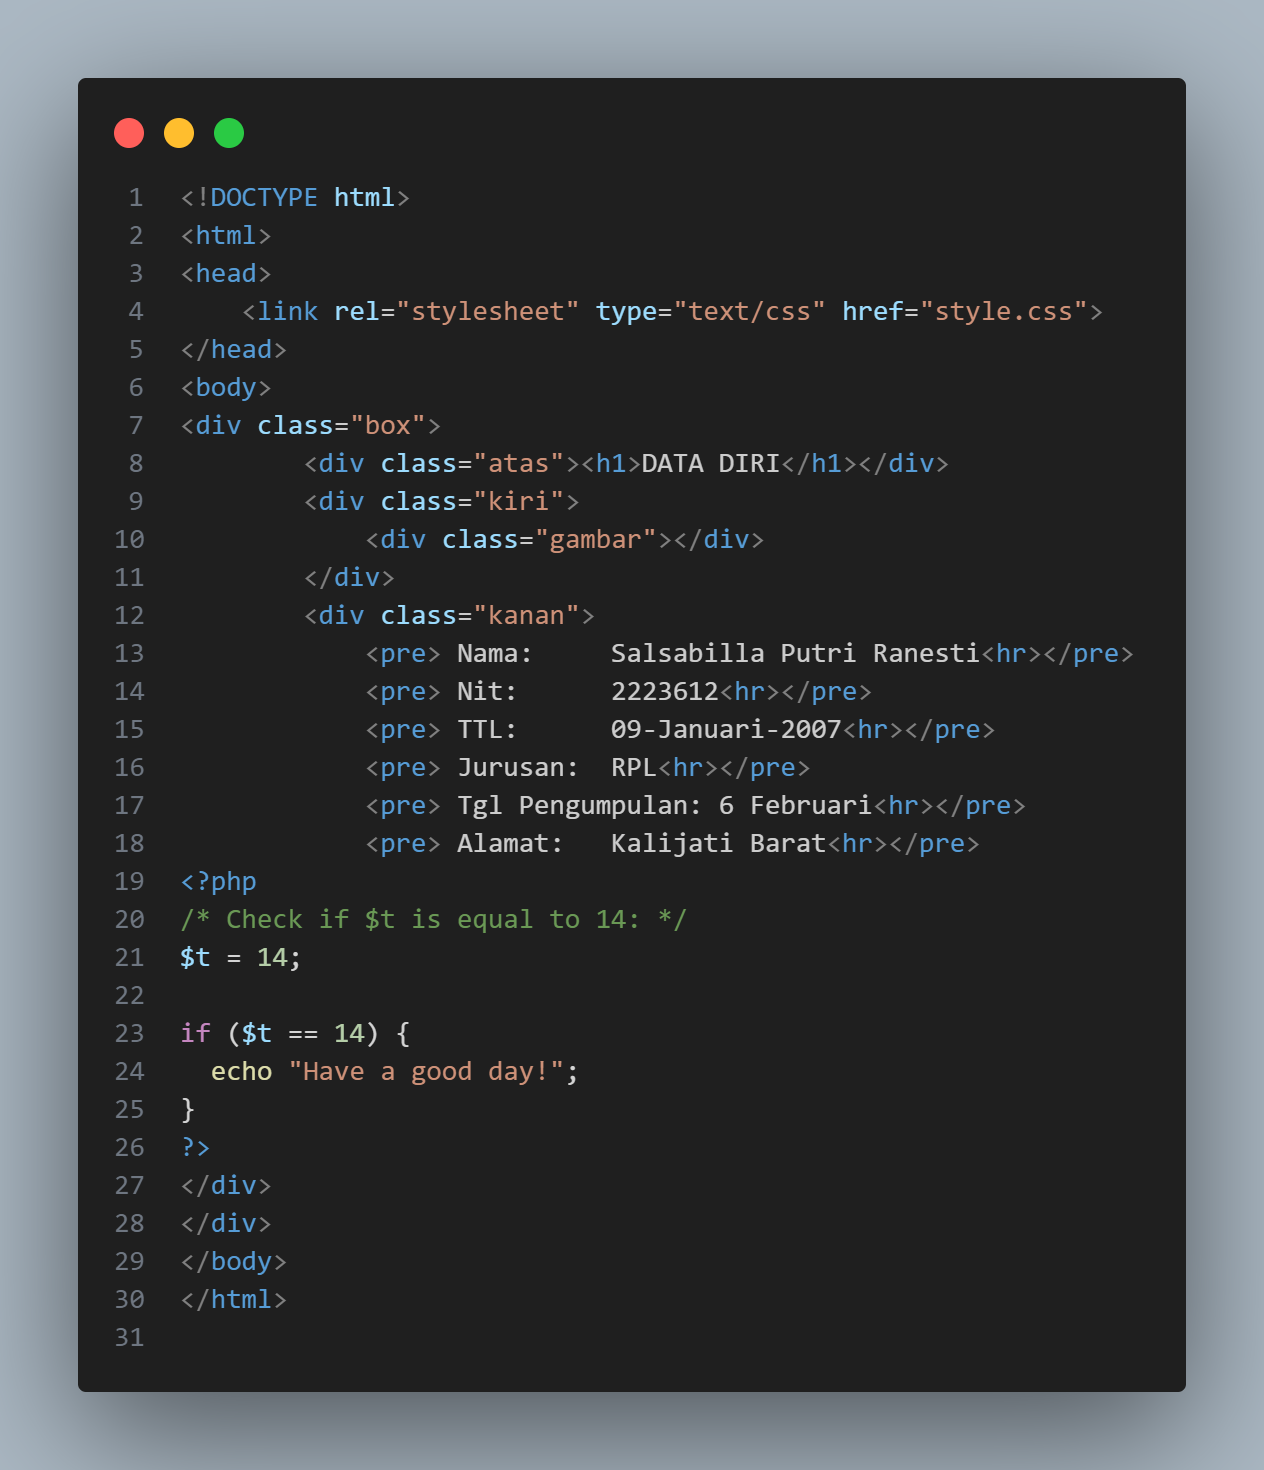 1 <!DOCTYPE html>
2 <html>
3 <head>
4     <link rel="stylesheet" type="text/css" href="style.css">
5 </head>
6 <body>
7 <div class="box">
8         <div class="atas"><h1>DATA DIRI</h1></div>
9         <div class="kiri">
10             <div class="gambar"></div>
11         </div>
12         <div class="kanan">
13             <pre> Nama:     Salsabilla Putri Ranesti<hr></pre>
14             <pre> Nit:      2223612<hr></pre>
15             <pre> TTL:      09-Januari-2007<hr></pre>
16             <pre> Jurusan:  RPL<hr></pre>
17             <pre> Tgl Pengumpulan: 6 Februari<hr></pre>
18             <pre> Alamat:   Kalijati Barat<hr></pre>
19 <?php
20 /* Check if $t is equal to 14: */
21 $t = 14;
22
23 if ($t == 14) {
24   echo "Have a good day!";
25 }
26 ?>
27 </div>
28 </div>
29 </body>
30 </html>
31